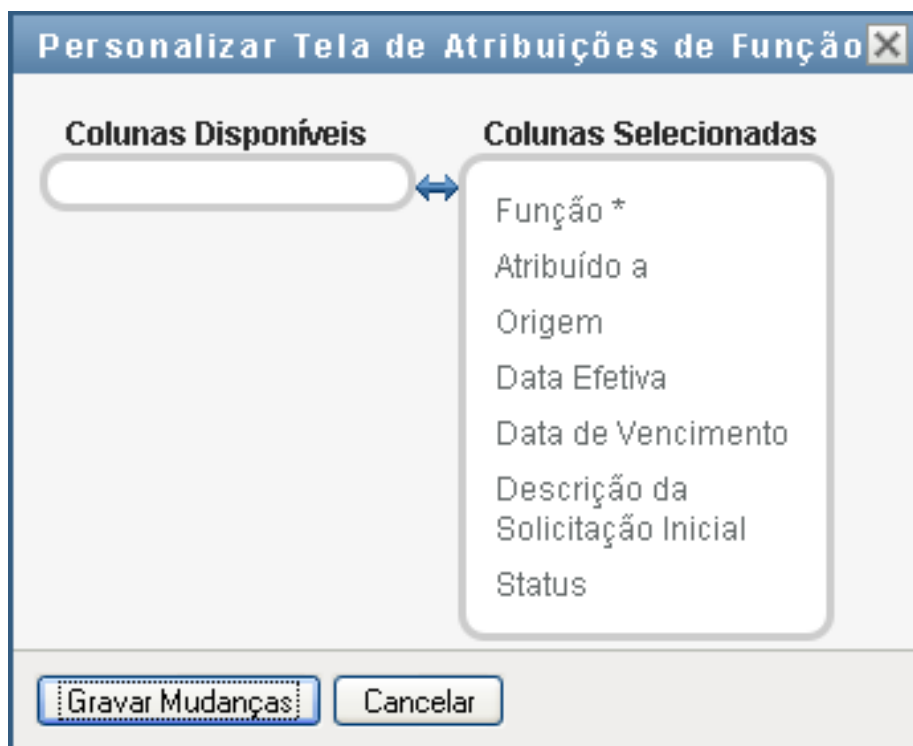 Personalizar Tela de Atribuições de Função
Colunas Disponíveis
Colunas Selecionadas
Função *
Atribuído a
Origem
Data Efetiva
Data de Vencimento
Descrição da
Solicitação Inicial
Status
Gravar Mudanças
Cancelar